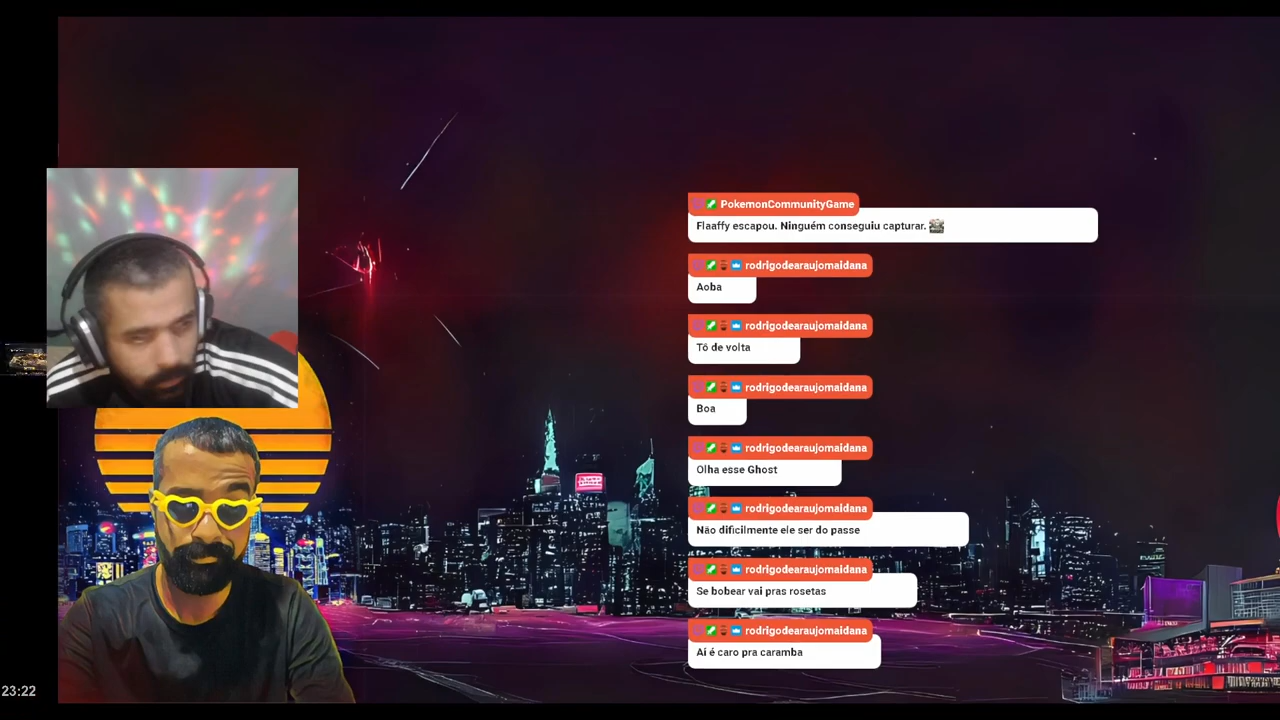 PokemonCommunityGame
Flaaffy escapou. Ninguém conseguiu capturar.
rodrigodearaujomaidana
Aoba
rodrigodearaujomaidana
Tô de volta
rodrigodearaujomaidana
Boa
rodrigodearaujomaidana
Olha esse Ghost
rodrigodearaujomaidana
Não dificilmente ele ser do passe
rodrigodearaujomaidana
Se bobear vai pras rosetas
rodrigodearaujomaidana
Aí é caro pra caramba
23:22